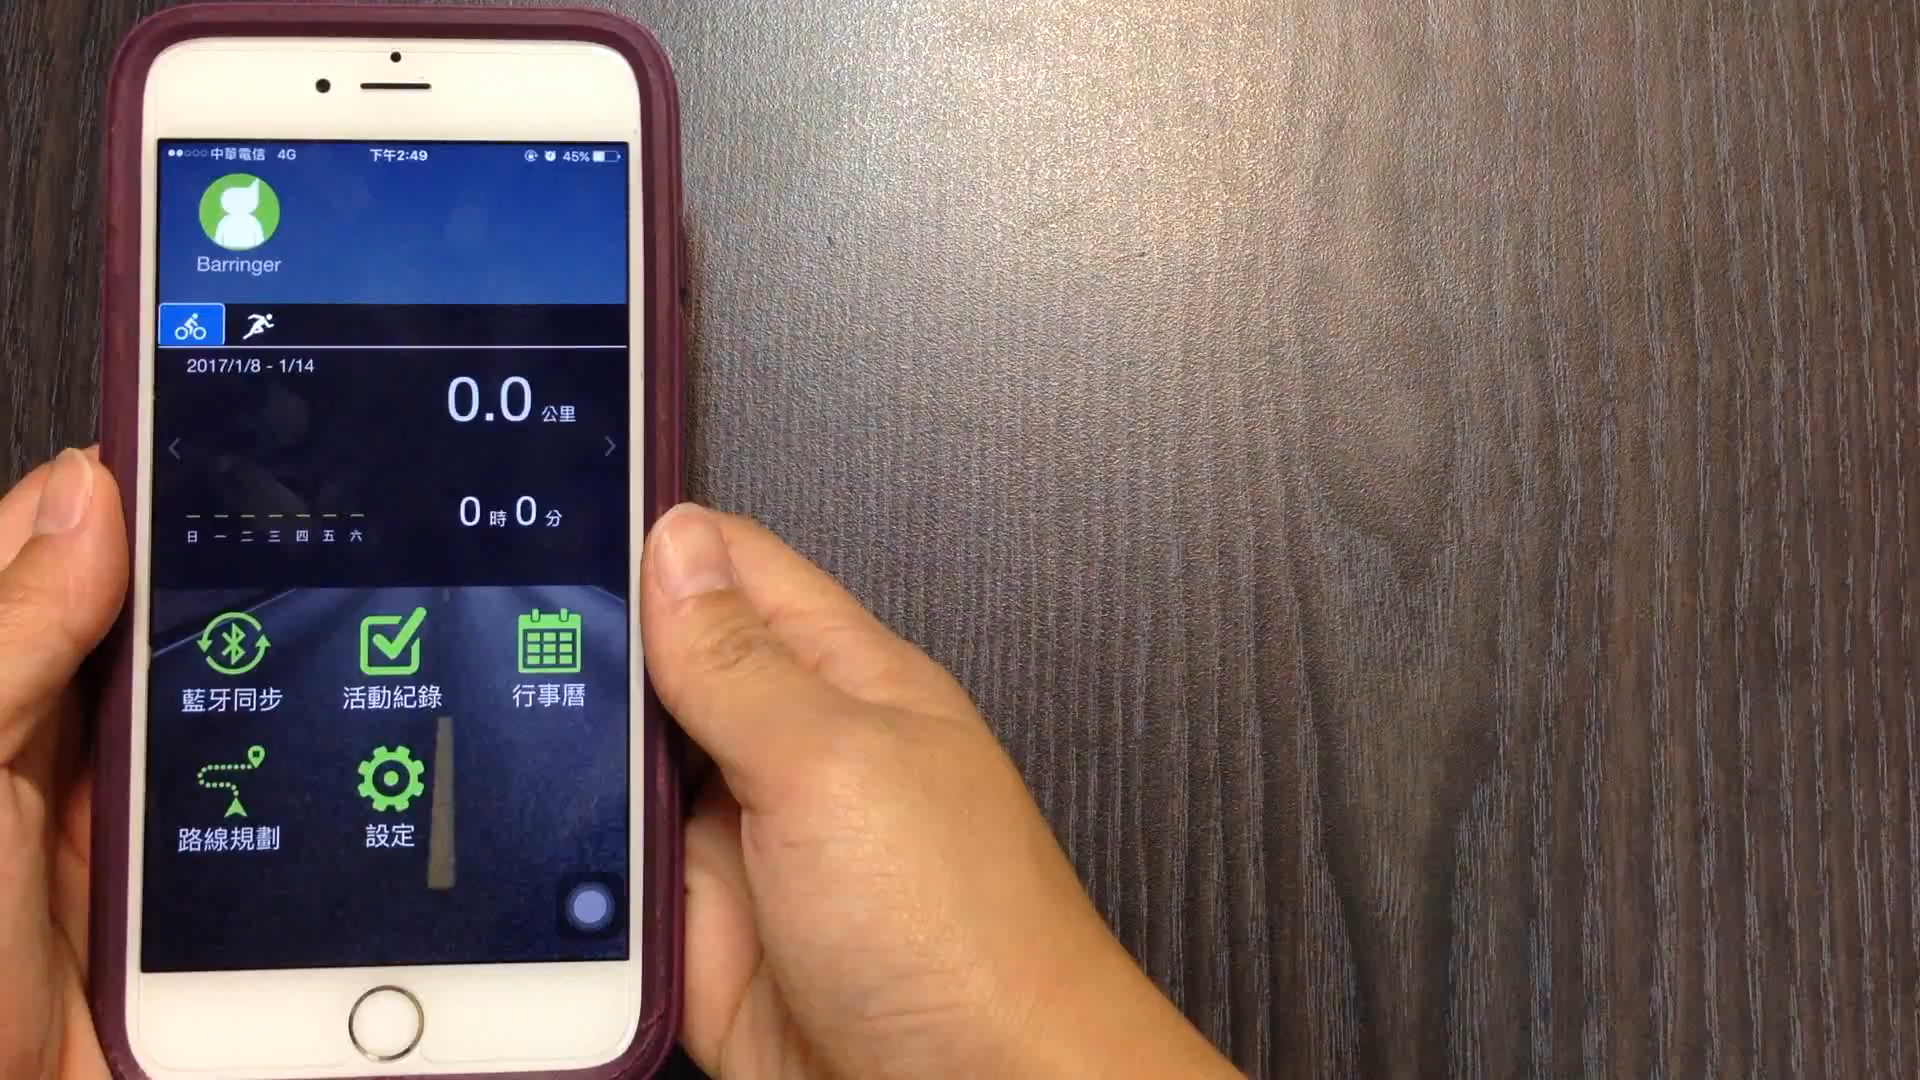 中華電信 4G 下午2:49 45%
Barringer
2017/1/8 - 1/14
0.0 公里
0 時 0 分
日 一 二 三 四 五 六
藍牙同步 活動紀錄 行事曆
路線規劃 設定